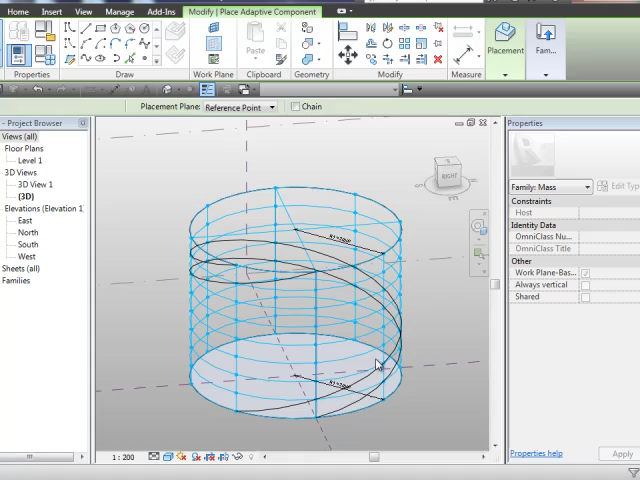 Home Insert View Manage Add-Ins Modify | Place Adaptive Component
Paste
Placement
Fam...
Properties Draw Work Plane Clipboard Geometry Modify Measure
Placement Plane: Reference Point Chain
Project Browser
Views (all)
Floor Plans
Level 1
3D Views
3D View 1
{3D}
Elevations (Elevation 1
East
North
South
West
Sheets (all)
Families
RIGHT
Properties
Family: Mass
Edit Type
Constraints
Host
Identity Data
OmniClass Nu...
OmniClass Title
Other
Work Plane-Bas...
Always vertical
Shared
Properties help
Apply
1 : 200